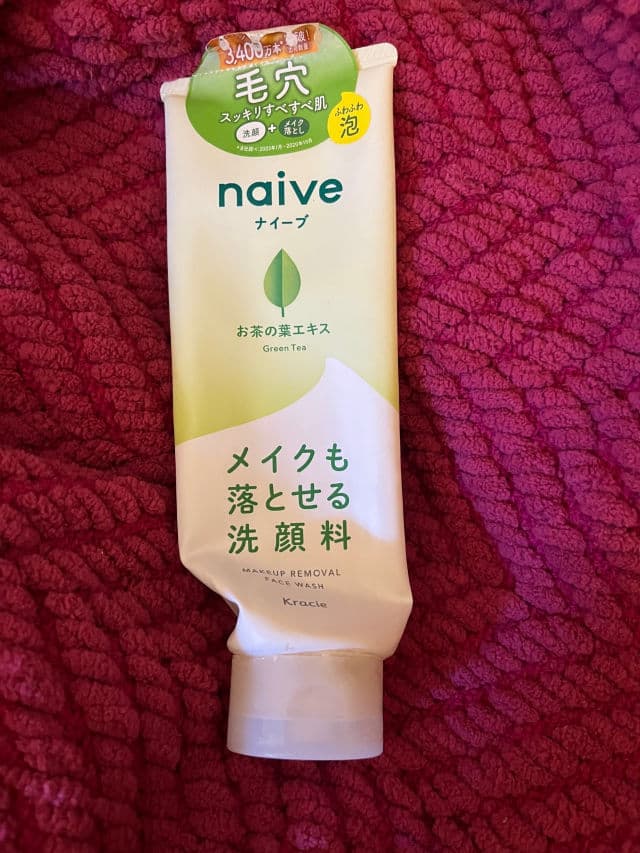 3,400万本
毛穴
スッキリすべすべ肌
洗顔 + メイク落とし
ふわふわ
泡
naive
ナイーブ
お茶の葉エキス
Green Tea
メイクも
落とせる
洗顔料
MAKEUP REMOVAL
FACE WASH
Kracie